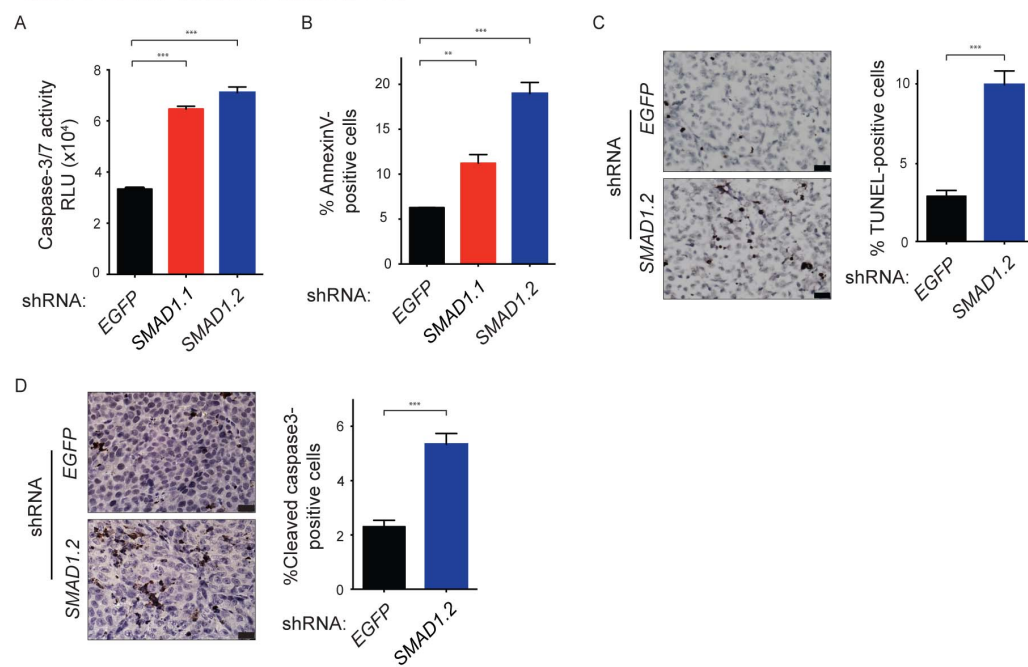 A
***
***
Caspase-3/7 activity
RLU (x10⁴)
8
6
4
2
0
shRNA:
EGFP
SMAD1.1
SMAD1.2
B
***
**
% AnnexinV-
positive cells
20
15
10
5
0
shRNA:
EGFP
SMAD1.1
SMAD1.2
C
shRNA
EGFP
SMAD1.2
***
% TUNEL-positive cells
10
5
0
shRNA:
EGFP
SMAD1.2
D
shRNA
EGFP
SMAD1.2
***
%Cleaved caspase3-
positive cells
6
4
2
0
shRNA:
EGFP
SMAD1.2